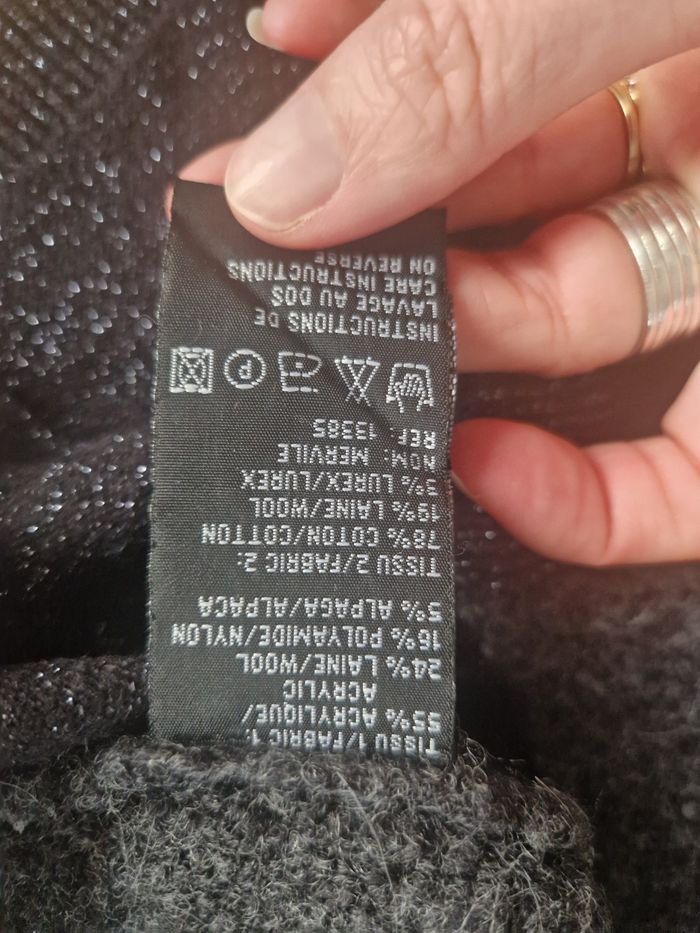 TISSU 1/FABRIC 1:
55% ACRYLIQUE/
ACRYLIC
24% LAINE/WOOL
16% POLYAMIDE/NYLON
5% ALPAGA/ALPACA
TISSU 2/FABRIC 2:
78% COTON/COTTON
19% LAINE/WOOL
3% LUREX/LUREX
NOM: MERVILE
REF: 13385
P
INSTRUCTIONS DE
LAVAGE AU DOS
CARE INSTRUCTIONS
ON REVERSE